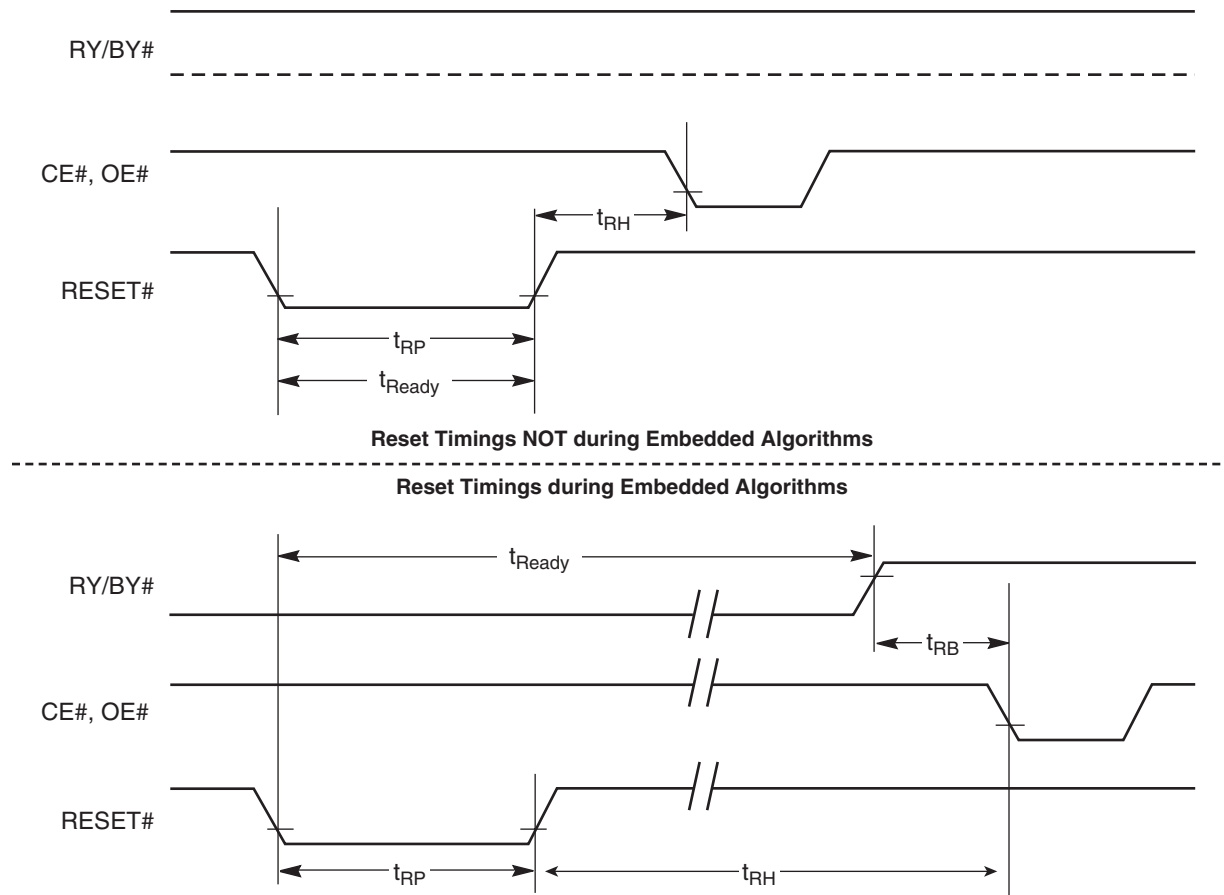 RY/BY#
CE#, OE#
tRH
RESET#
tRP
tReady
Reset Timings NOT during Embedded Algorithms
Reset Timings during Embedded Algorithms
tReady
RY/BY#
tRB
CE#, OE#
RESET#
tRP
tRH